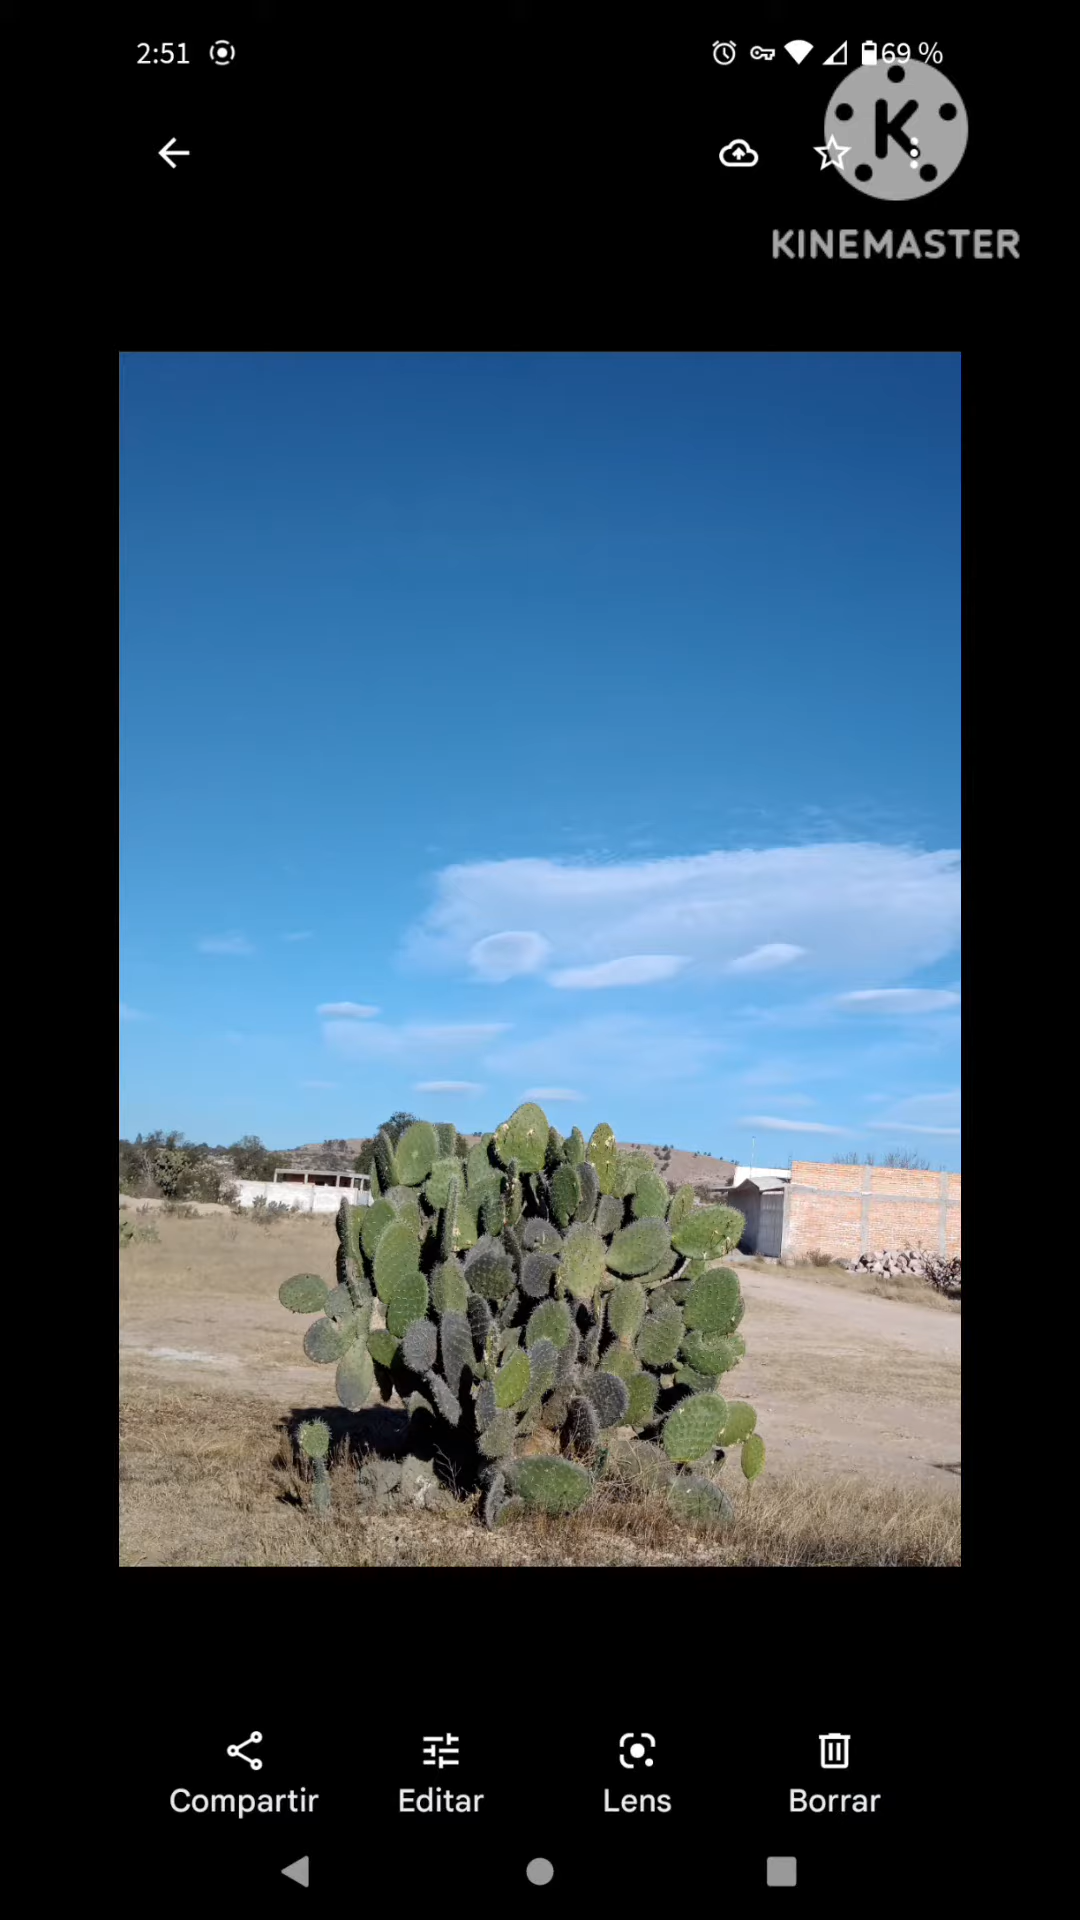 2:51
69 %
K
KINEMASTER
Compartir
Editar
Lens
Borrar